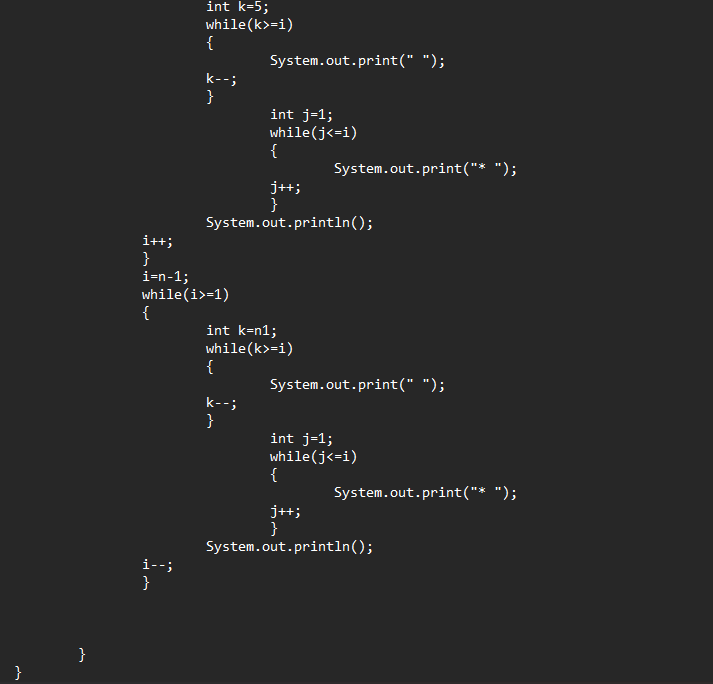 int k=5;
while(k>=i)
{
System.out.print(" ");
k--;
}
int j=1;
while(j<=i)
{
System.out.print("* ");
j++;
}
System.out.println();
i++;
}
i=n-1;
while(i>=1)
{
int k=n1;
while(k>=i)
{
System.out.print(" ");
k--;
}
int j=1;
while(j<=i)
{
System.out.print("* ");
j++;
}
System.out.println();
i--;
}
}
}